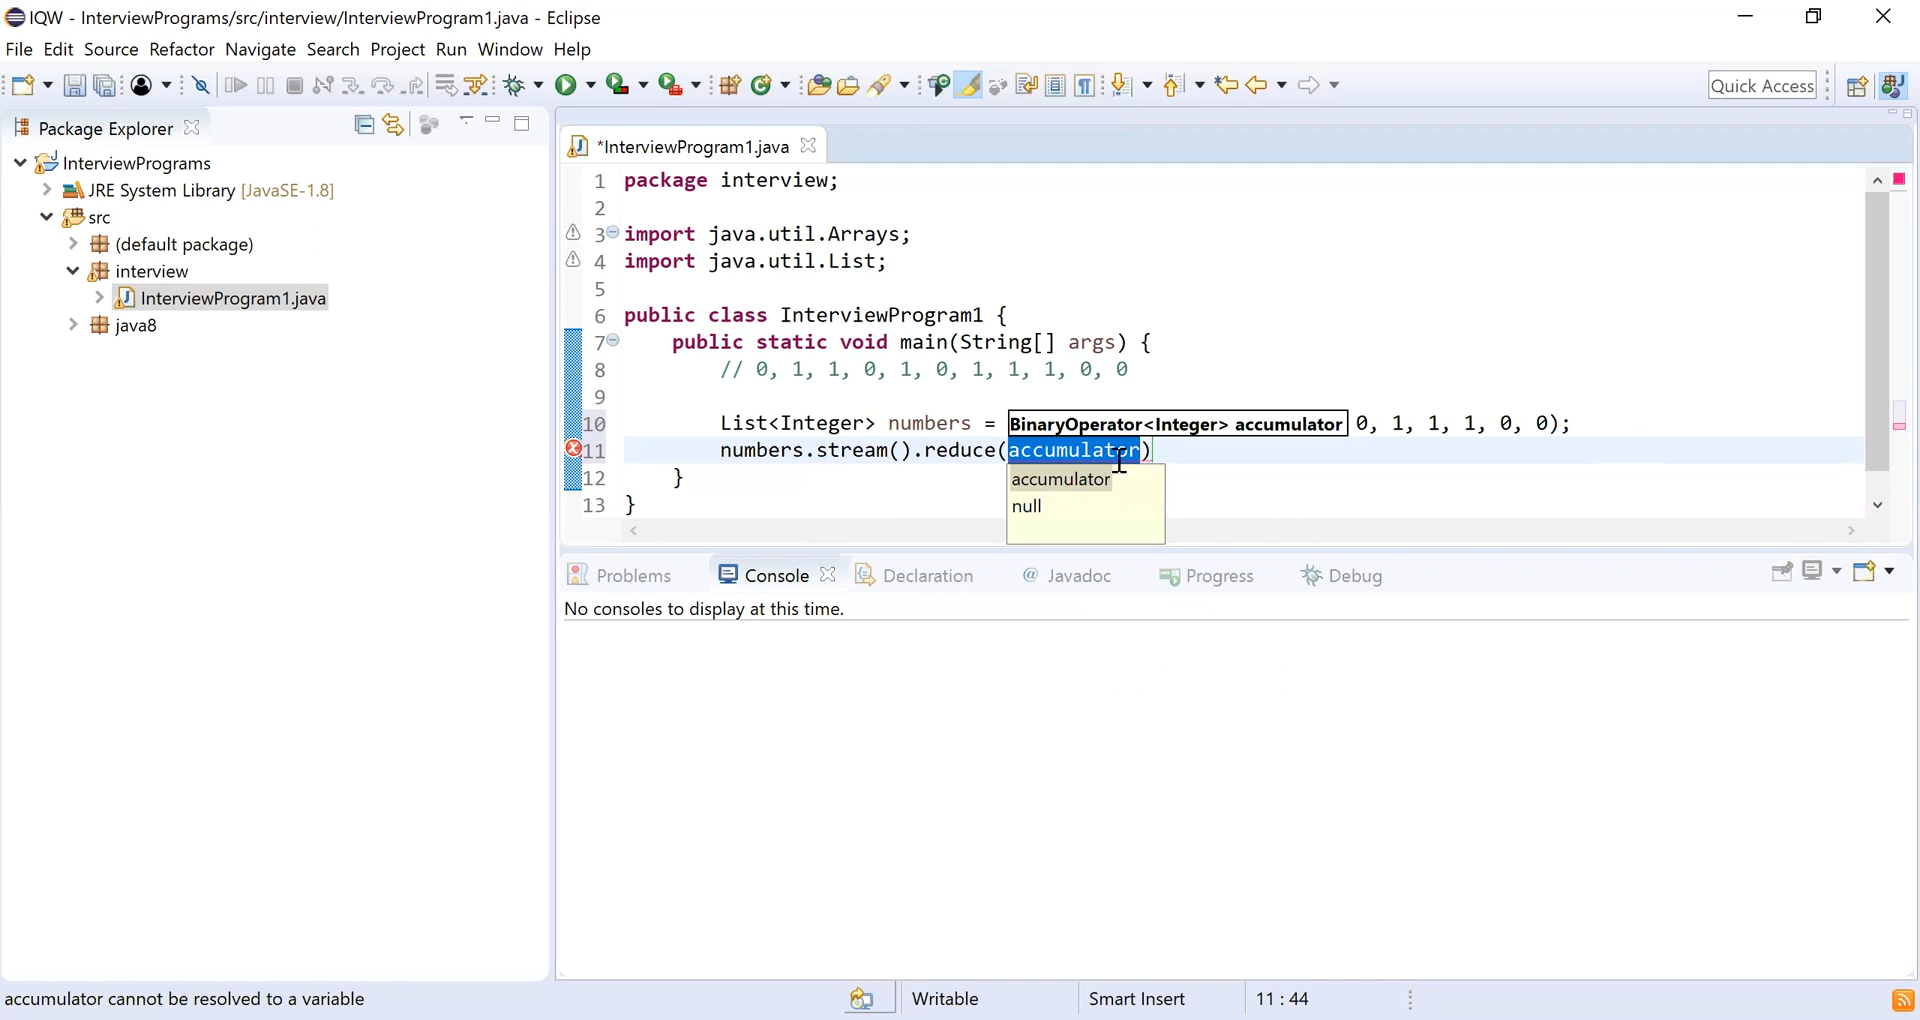 IQW - InterviewPrograms/src/interview/InterviewProgram1.java - Eclipse
File Edit Source Refactor Navigate Search Project Run Window Help
Quick Access
Package Explorer
InterviewPrograms
JRE System Library [JavaSE-1.8]
src
(default package)
interview
InterviewProgram1.java
java8
*InterviewProgram1.java
1 package interview;
2
3 import java.util.Arrays;
4 import java.util.List;
5
6 public class InterviewProgram1 {
7 public static void main(String[] args) {
8 // 0, 1, 1, 0, 1, 0, 1, 1, 1, 0, 0
9
10 List<Integer> numbers = BinaryOperator<Integer> accumulator 0, 1, 1, 1, 0, 0);
11 numbers.stream().reduce(accumulator)
12 }
13 }
accumulator
null
Problems Console Declaration @ Javadoc Progress Debug
No consoles to display at this time.
accumulator cannot be resolved to a variable Writable Smart Insert 11 : 44